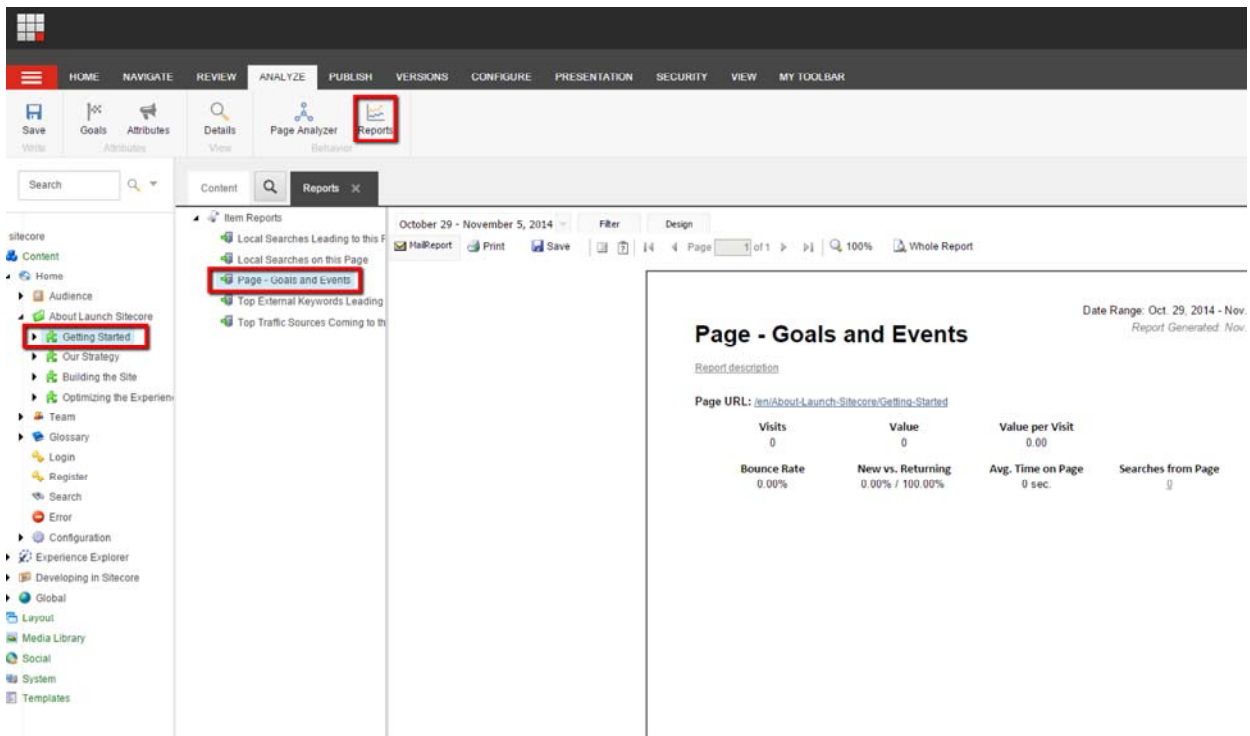 HOME NAVIGATE REVIEW ANALYZE PUBLISH VERSIONS CONFIGURE PRESENTATION SECURITY VIEW MY TOOLBAR
Save Goals Attributes Details Page Analyzer Reports
Write Attributes View Behavior
Search
Content Reports
sitecore
Content
Home
Audience
About Launch Sitecore
Getting Started
Our Strategy
Building the Site
Optimizing the Experien
Team
Glossary
Login
Register
Search
Error
Configuration
Experience Explorer
Developing in Sitecore
Global
Layout
Media Library
Social
System
Templates
Item Reports
Local Searches Leading to this P
Local Searches on this Page
Page - Goals and Events
Top External Keywords Leading
Top Traffic Sources Coming to th
October 29 - November 5, 2014 Filter Design
MailReport Print Save Page 1 of 1 100% Whole Report
Date Range: Oct. 29, 2014 - Nov.
Report Generated: Nov.
Page - Goals and Events
Report description
Page URL: /en/About-Launch-Sitecore/Getting-Started
Visits Value Value per Visit
0 0 0.00
Bounce Rate New vs. Returning Avg. Time on Page Searches from Page
0.00% 0.00% / 100.00% 0 sec. 0